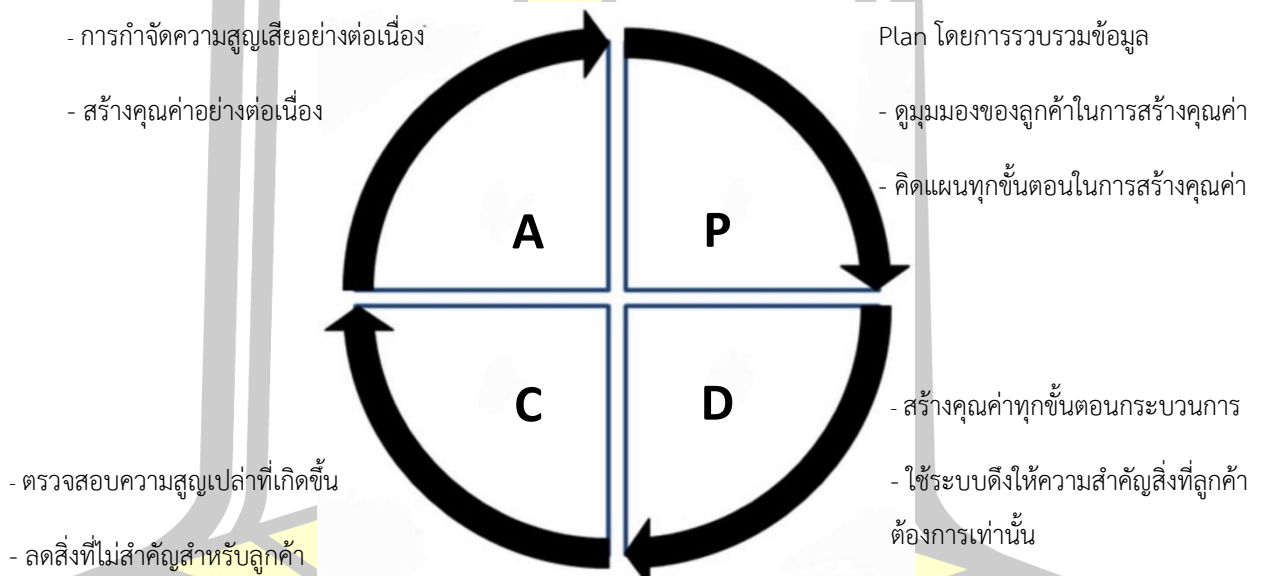 - การกำจัดความสูญเสียอย่างต่อเนื่อง
- สร้างคุณค่าอย่างต่อเนื่อง
Plan โดยการรวบรวมข้อมูล
- ดูมุมมองของลูกค้าในการสร้างคุณค่า
- คิดแผนทุกขั้นตอนในการสร้างคุณค่า
A
P
C
D
- สร้างคุณค่าทุกขั้นตอนกระบวนการ
- ใช้ระบบดึงให้ความสำคัญสิ่งที่ลูกค้า
ต้องการเท่านั้น
- ตรวจสอบความสูญเปล่าที่เกิดขึ้น
- ลดสิ่งที่ไม่สำคัญสำหรับลูกค้า